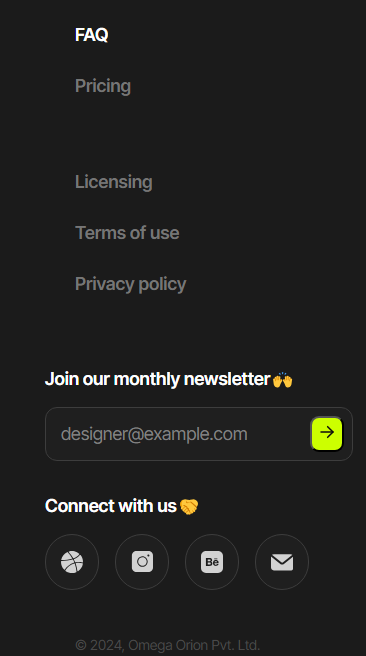 FAQ
Pricing
Licensing
Terms of use
Privacy policy
Join our monthly newsletter 🙌
designer@example.com
Connect with us 🤝
Bē
© 2024, Omega Orion Pvt. Ltd.